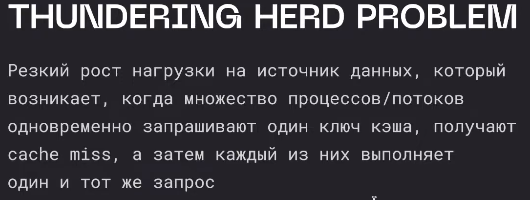 THUNDERING HERD PROBLEM
Резкий рост нагрузки на источник данных, который
возникает, когда множество процессов/потоков
одновременно запрашивают один ключ кэша, получают
cache miss, а затем каждый из них выполняет
один и тот же запрос